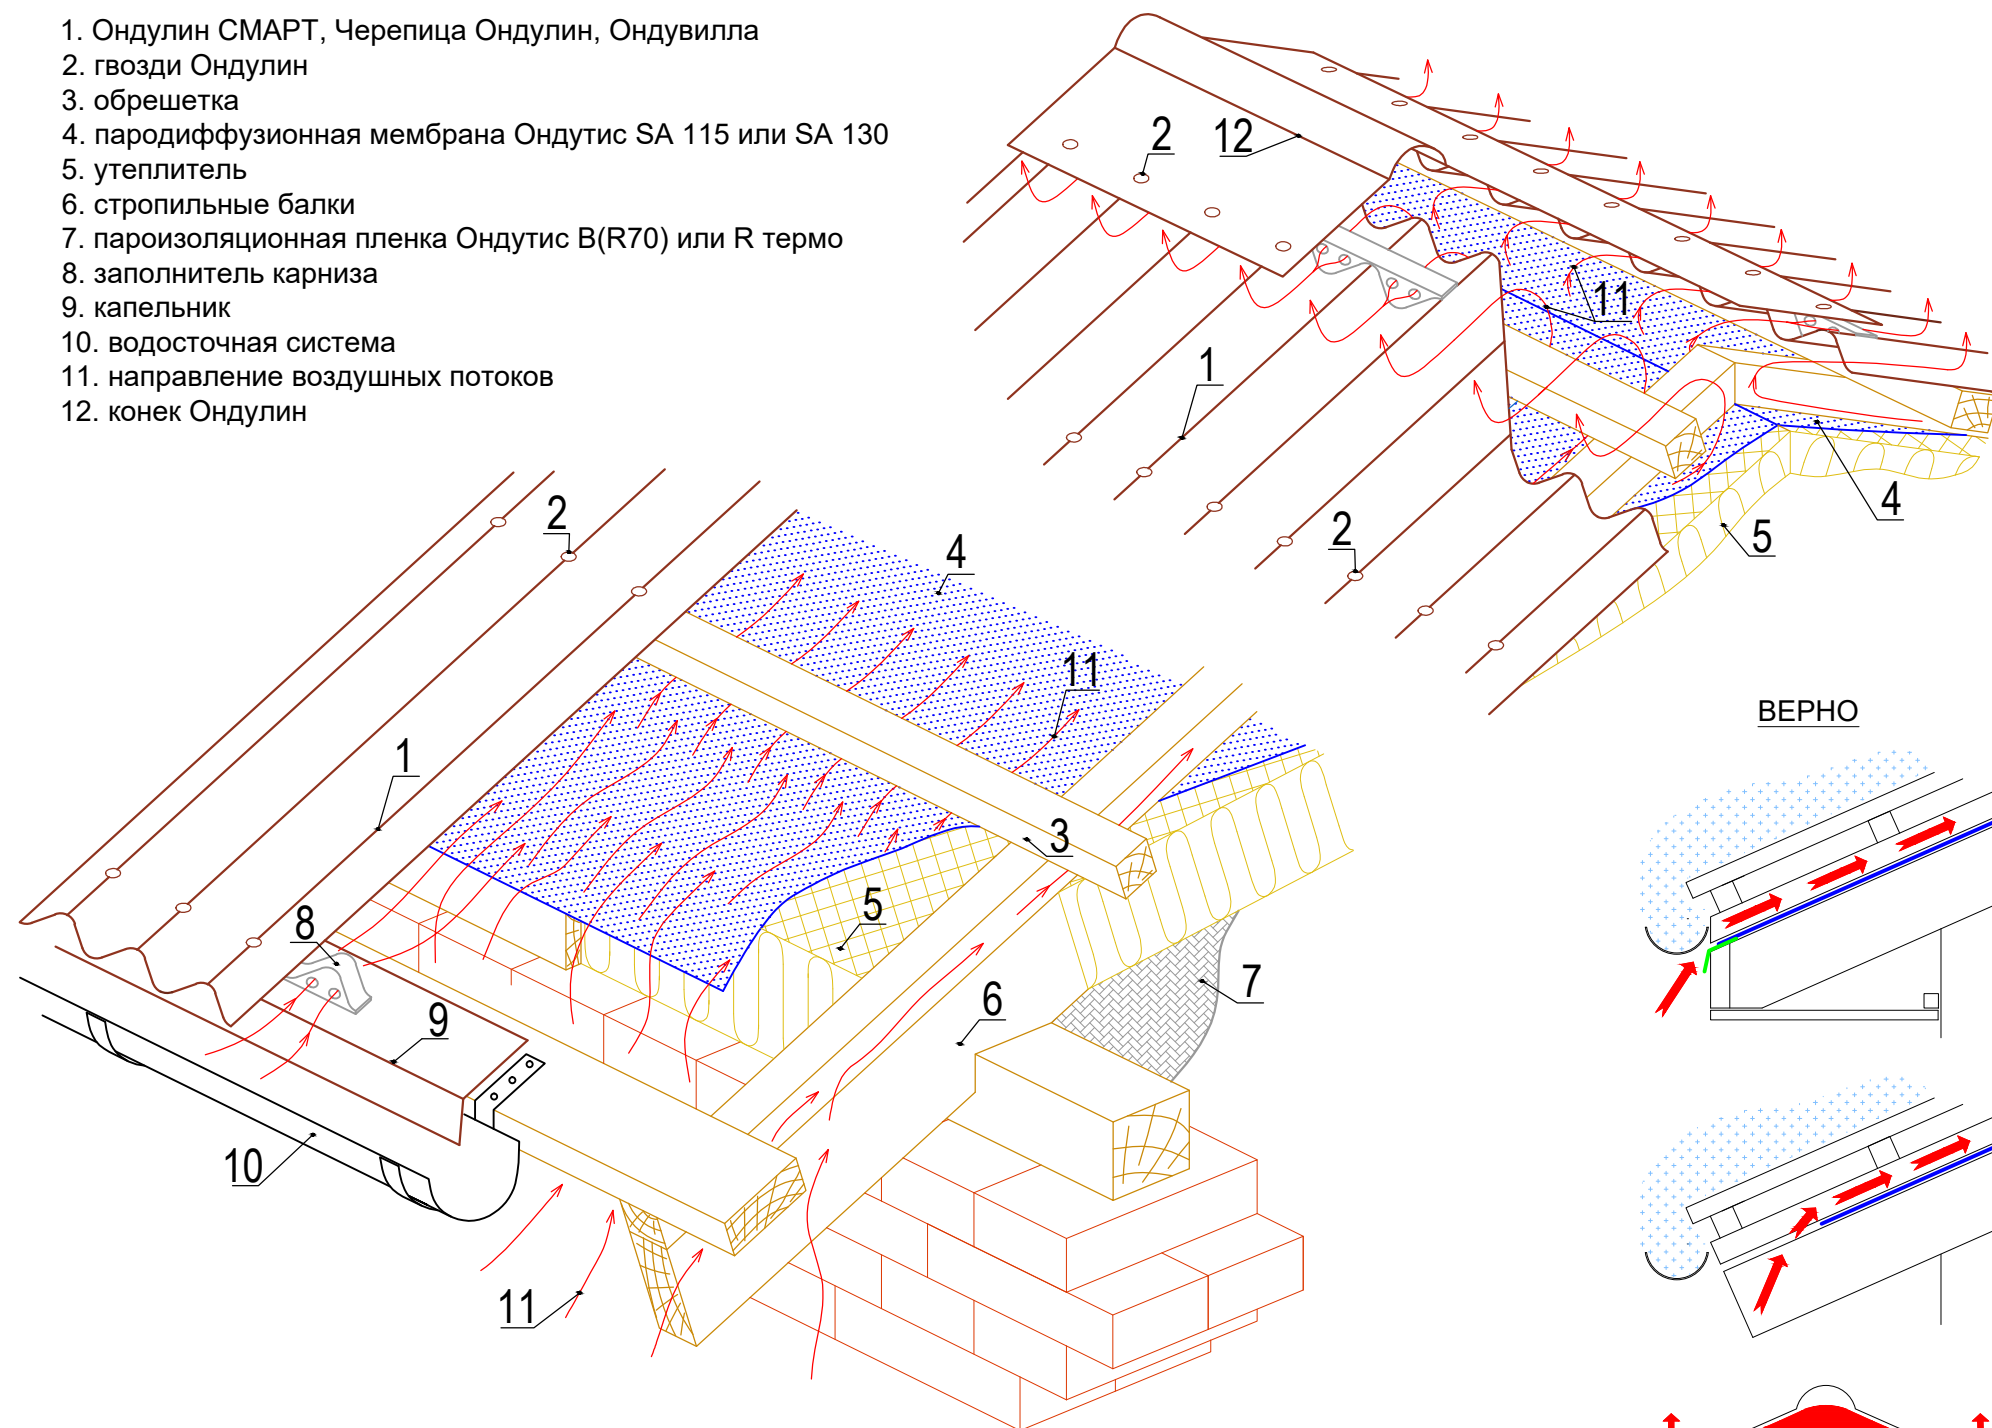 1. Ондулин СМАРТ, Черепица Ондулин, Ондувилла
2. гвозди Ондулин
3. обрешетка
4. пародиффузионная мембрана Ондутис SA 115 или SA 130
5. утеплитель
6. стропильные балки
7. пароизоляционная пленка Ондутис B(R70) или R термо
8. заполнитель карниза
9. капельник
10. водосточная система
11. направление воздушных потоков
12. конек Ондулин
2
12
11
1
2
4
5
2
4
11
1
3
5
8
7
6
9
10
11
ВЕРНО